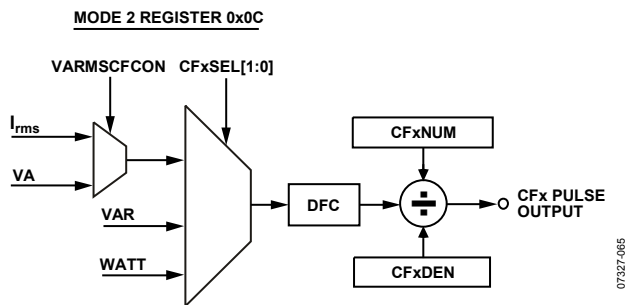 MODE 2 REGISTER 0x0C
VARMSCFCON
CFxSEL[1:0]
Irms
VA
VAR
WATT
DFC
CFxNUM
÷
CFxDEN
CFx PULSE
OUTPUT
07327-065